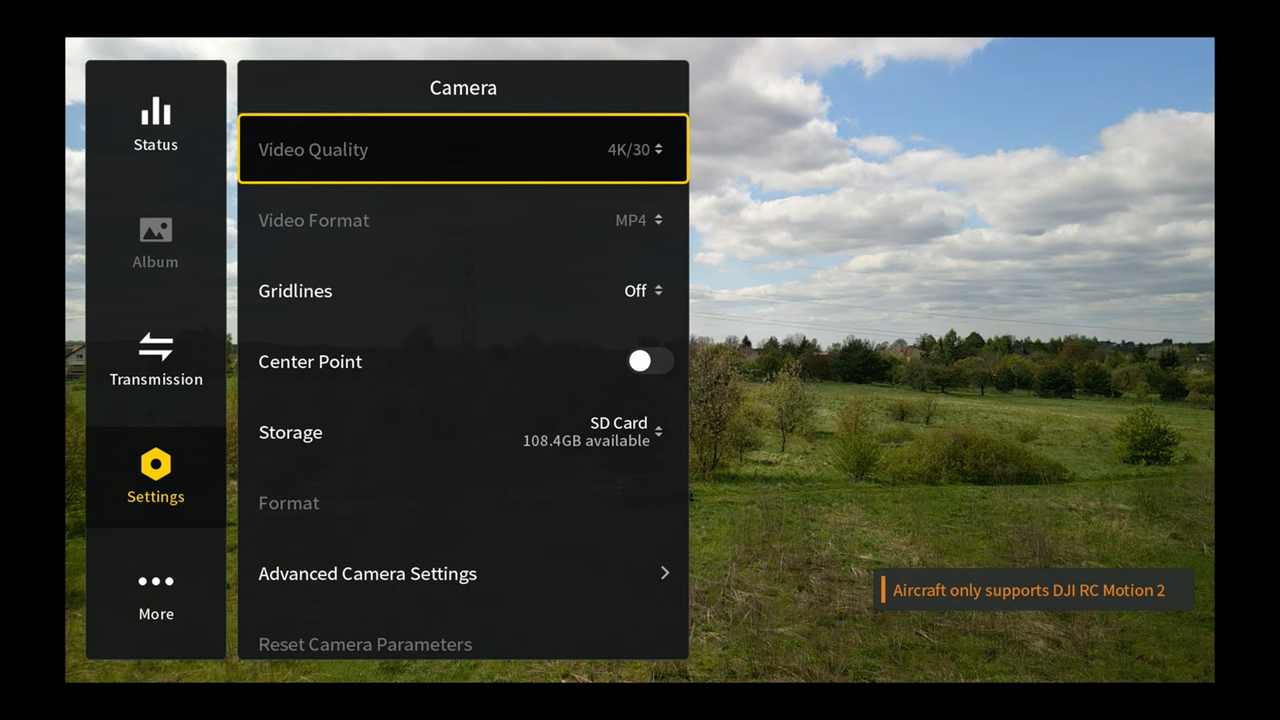 Camera
Status
Video Quality 4K/30
Video Format MP4
Album
Gridlines Off
Center Point
Transmission
Storage SD Card
108.4GB available
Settings
Format
Advanced Camera Settings
Aircraft only supports DJI RC Motion 2
More
Reset Camera Parameters